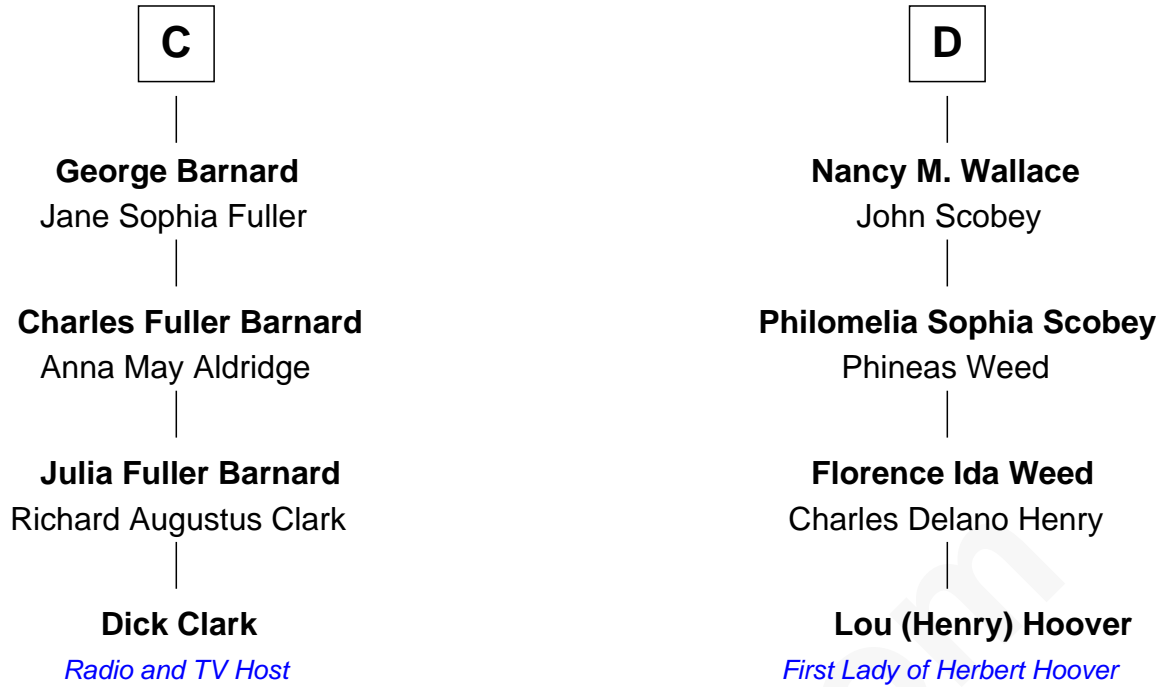 C
George Barnard
Jane Sophia Fuller
Charles Fuller Barnard
Anna May Aldridge
Julia Fuller Barnard
Richard Augustus Clark
Dick Clark
Radio and TV Host
D
Nancy M. Wallace
John Scobey
Philomelia Sophia Scobey
Phineas Weed
Florence Ida Weed
Charles Delano Henry
Lou (Henry) Hoover
First Lady of Herbert Hoover